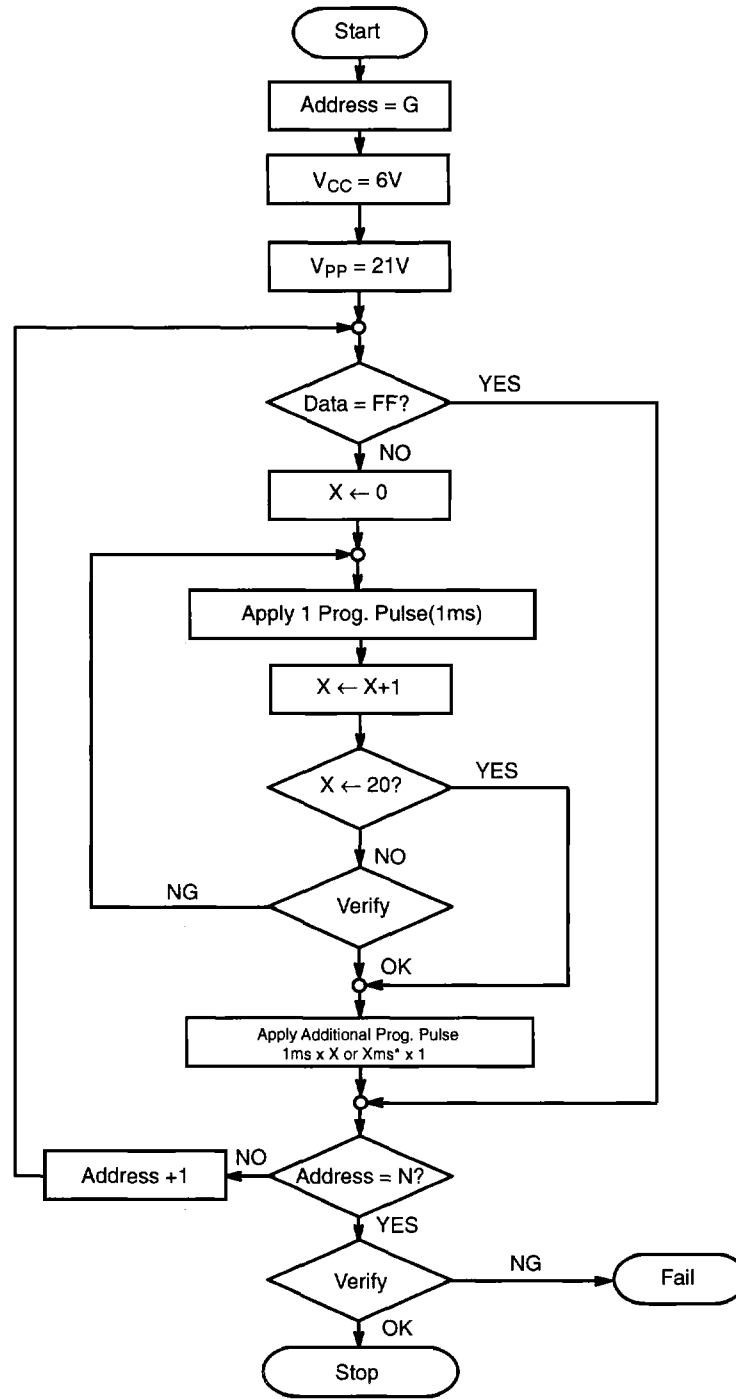 Start
Address = G
VCC = 6V
VPP = 21V
Data = FF?
YES
NO
X ← 0
Apply 1 Prog. Pulse(1ms)
X ← X+1
X ← 20?
YES
NO
NG
Verify
OK
Apply Additional Prog. Pulse
1ms x X or Xms* x 1
Address +1
NO
Address = N?
YES
Verify
NG
Fail
OK
Stop